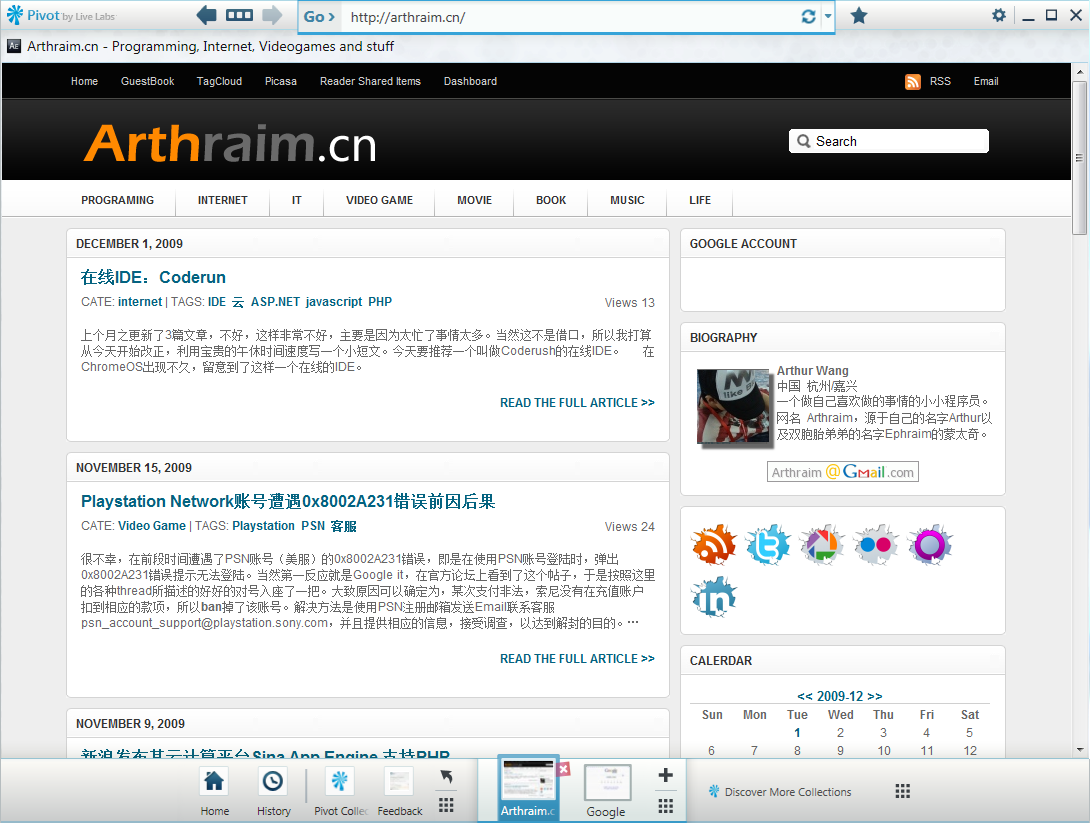 Pivot by Live Labs
Go › http://arthraim.cn/
Arthraim.cn - Programming, Internet, Videogames and stuff
Home GuestBook TagCloud Picasa Reader Shared Items Dashboard RSS Email
Arthraim.cn
Search
PROGRAMING INTERNET IT VIDEO GAME MOVIE BOOK MUSIC LIFE
DECEMBER 1, 2009
在线IDE：Coderun
CATE: internet | TAGS: IDE 云 ASP.NET javascript PHP
Views 13
上个月之更新了3篇文章，不好，这样非常不好，主要是因为太忙了事情太多。当然这不是借口，所以我打算
从今天开始改正，利用宝贵的午休时间速度写一个小短文。今天要推荐一个叫做Coderush的在线IDE。 在
ChromeOS出现不久，留意到了这样一个在线的IDE。
READ THE FULL ARTICLE >>
NOVEMBER 15, 2009
Playstation Network账号遭遇0x8002A231错误前因后果
CATE: Video Game | TAGS: Playstation PSN 客服
Views 24
很不幸，在前段时间遭遇了PSN账号（美服）的0x8002A231错误，即是在使用PSN账号登陆时，弹出
0x8002A231错误提示无法登陆。当然第一反应就是Google it，在官方论坛上看到了这个帖子，于是按照这里
的各种thread所描述的好好的对号入座了一把。大致原因可以确定为，某次支付非法，索尼没有在充值账户
扣到相应的款项，所以ban掉了该账号。解决方法是使用PSN注册邮箱发送Email联系客服
psn_account_support@playstation.sony.com，并且提供相应的信息，接受调查，以达到解封的目的。…
READ THE FULL ARTICLE >>
NOVEMBER 9, 2009
新浪发布其云计算平台Sina App Engine 支持PHP
GOOGLE ACCOUNT
BIOGRAPHY
Arthur Wang
中国 杭州/嘉兴
一个做自己喜欢做的事情的小小程序员。
网名 Arthraim，源于自己的名字Arthur以
及双胞胎弟弟的名字Ephraim的蒙太奇。
Arthraim @Gmail.com
CALERDAR
<< 2009-12 >>
Sun Mon Tue Wed Thu Fri Sat
1 2 3 4 5
6 7 8 9 10 11 12
Home History Pivot Collec Feedback Arthraim.c Google Discover More Collections